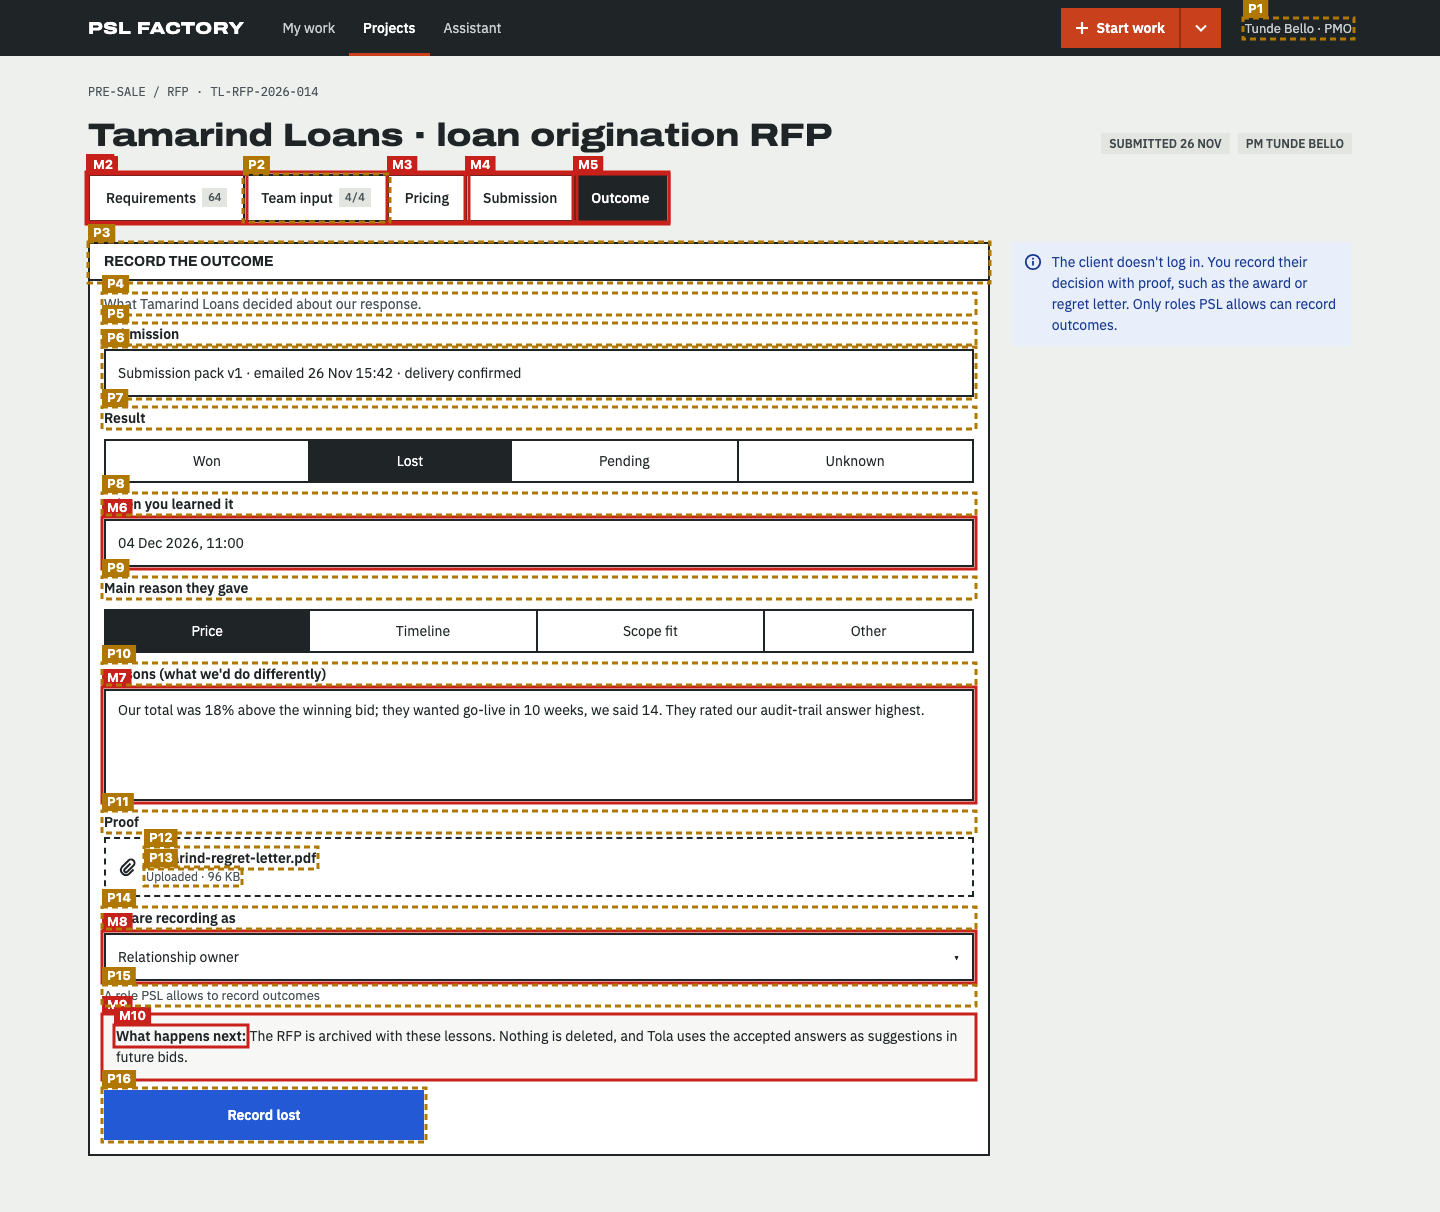 PSL FACTORY
My work
Projects
Assistant
Start work
P1
Tunde Bello · PMO
PRE-SALE / RFP · TL-RFP-2026-014
Tamarind Loans · loan origination RFP
SUBMITTED 26 NOV
PM TUNDE BELLO
M2
P2
M3
M4
M5
Requirements 64
Team input 4/4
Pricing
Submission
Outcome
P3
RECORD THE OUTCOME
P4
What Tamarind Loans decided about our response.
P5
mission
P6
Submission pack v1 · emailed 26 Nov 15:42 · delivery confirmed
P7
Result
Won
Lost
Pending
Unknown
P8
n you learned it
M6
04 Dec 2026, 11:00
P9
Main reason they gave
Price
Timeline
Scope fit
Other
P10
ons (what we'd do differently)
M7
Our total was 18% above the winning bid; they wanted go-live in 10 weeks, we said 14. They rated our audit-trail answer highest.
P11
Proof
P12
P13
rind-regret-letter.pdf
Uploaded · 96 KB
P14
are recording as
M8
Relationship owner
P15
A role PSL allows to record outcomes
M9
M10
What happens next: The RFP is archived with these lessons. Nothing is deleted, and Tola uses the accepted answers as suggestions in
future bids.
P16
Record lost
The client doesn't log in. You record their
decision with proof, such as the award or
regret letter. Only roles PSL allows can record
outcomes.